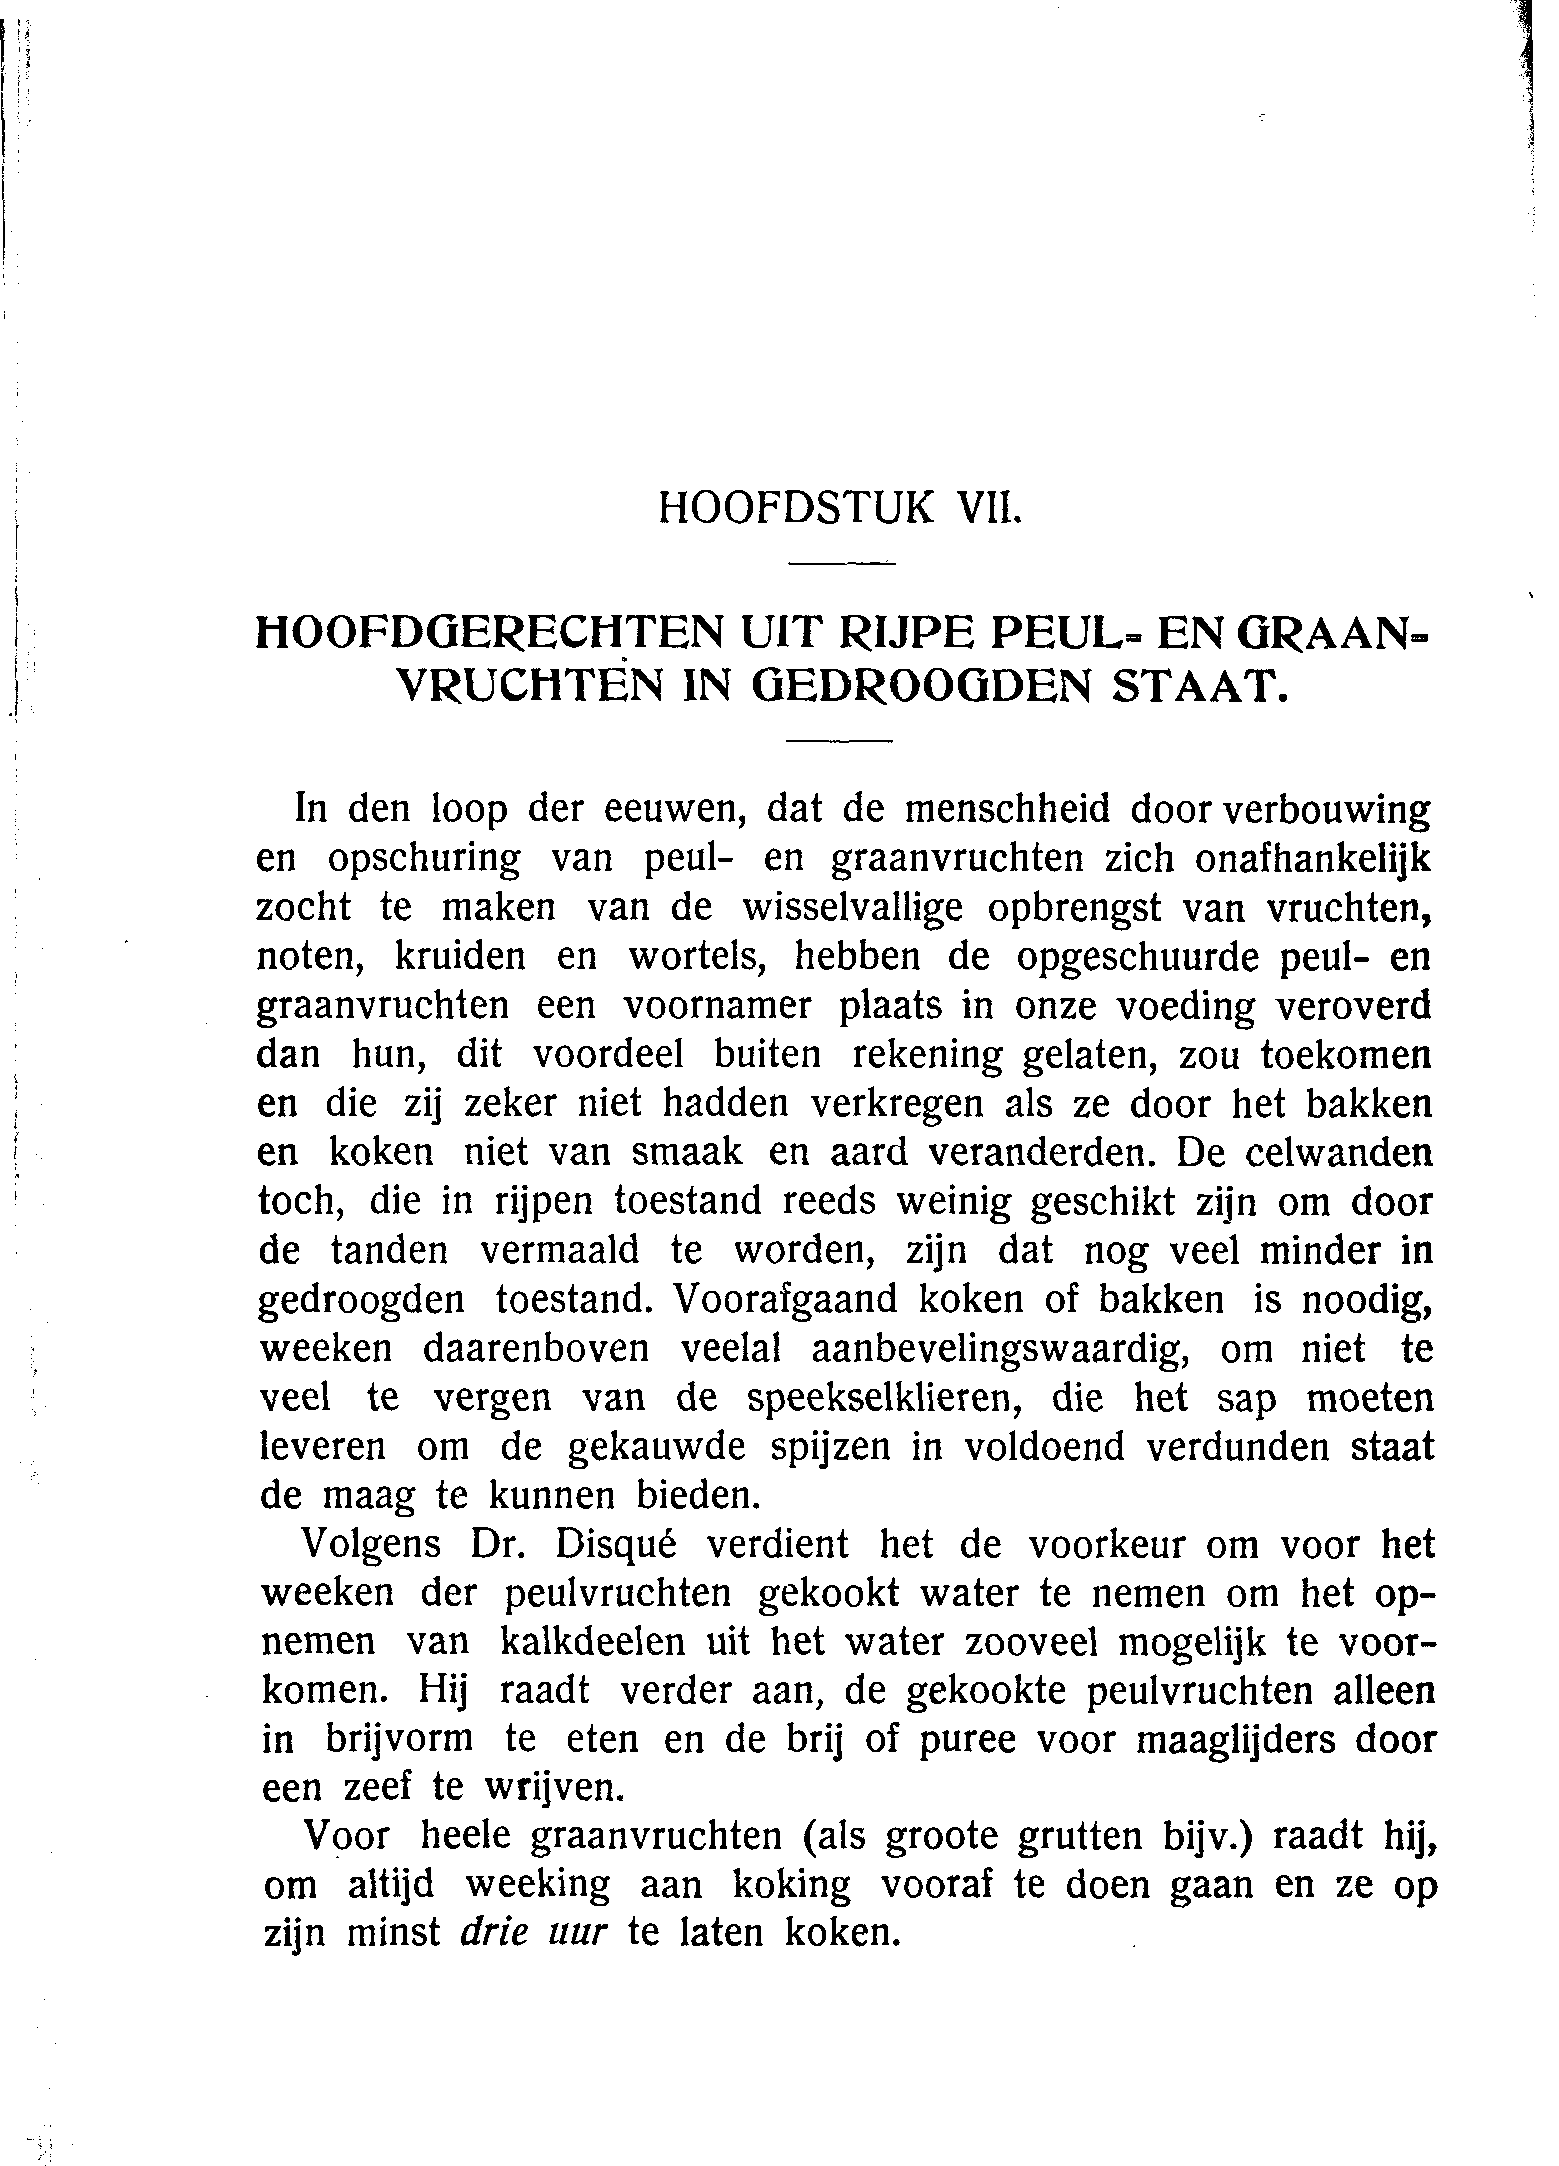 HOOFDSTUK VII.
HOOFDGERECHTEN UIT RIJPE PEUL- EN GRAAN-
VRUCHTEN IN GEDROOGDEN STAAT.
In den loop der eeuwen, dat de menschheid door verbouwing
en opschuring van peul- en graanvruchten zich onafhankelijk
zocht te maken van de wisselvallige opbrengst van vruchten,
noten, kruiden en wortels, hebben de opgeschuurde peul- en
graanvruchten een voornamer plaats in onze voeding veroverd
dan hun, dit voordeel buiten rekening gelaten, zou toekomen
en die zij zeker niet hadden verkregen als ze door het bakken
en koken niet van smaak en aard veranderden. De celwanden
toch, die in rijpen toestand reeds weinig geschikt zijn om door
de tanden vermaald te worden, zijn dat nog veel minder in
gedroogden toestand. Voorafgaand koken of bakken is noodig,
weeken daarenboven veelal aanbevelingswaardig, om niet te
veel te vergen van de speekselklieren, die het sap moeten
leveren om de gekauwde spijzen in voldoend verdunden staat
de maag te kunnen bieden.
Volgens Dr. Disqué verdient het de voorkeur om voor het
weeken der peulvruchten gekookt water te nemen om het op-
nemen van kalkdeelen uit het water zooveel mogelijk te voor-
komen. Hij raadt verder aan, de gekookte peulvruchten alleen
in brijvorm te eten en de brij of puree voor maaglijders door
een zeef te wrijven.
Voor heele graanvruchten (als groote grutten bijv.) raadt hij,
om altijd weeking aan koking vooraf te doen gaan en ze op
zijn minst drie uur te laten koken.